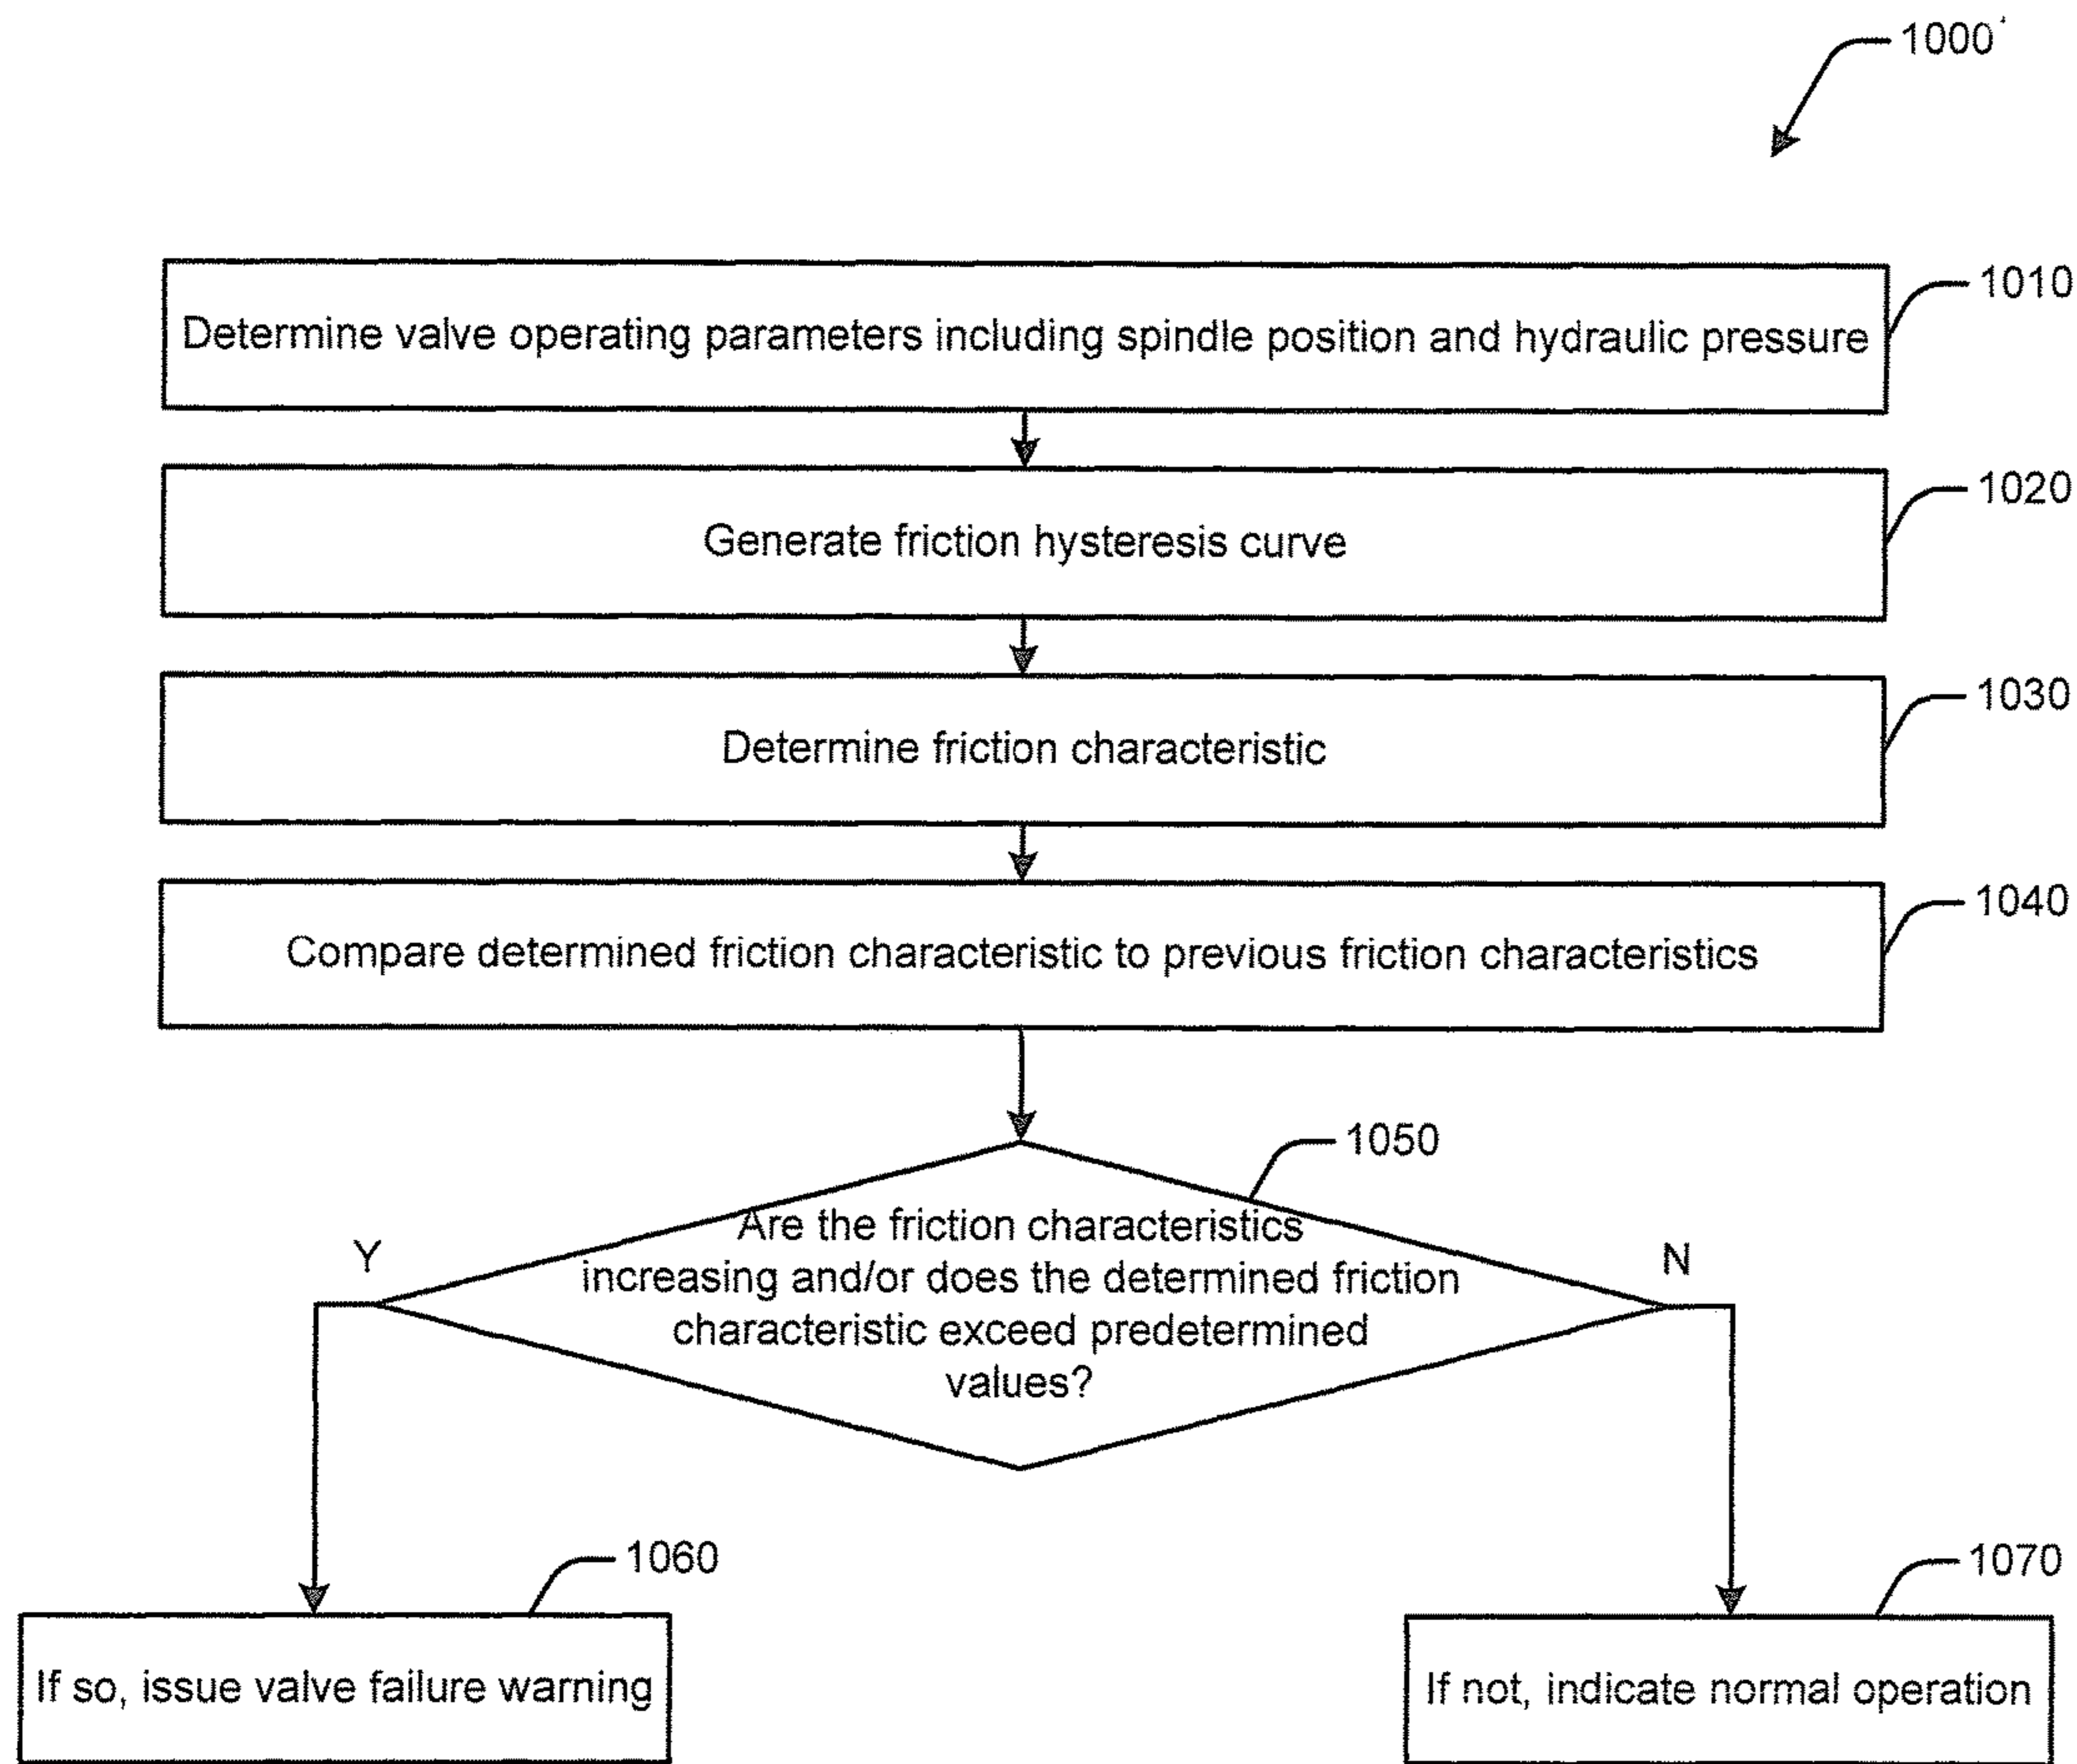 1000
Determine valve operating parameters including spindle position and hydraulic pressure
1010
Generate friction hysteresis curve
1020
Determine friction characteristic
1030
Compare determined friction characteristic to previous friction characteristics
1040
1050
Are the friction characteristics
increasing and/or does the determined friction
characteristic exceed predetermined
values?
Y
N
1060
If so, issue valve failure warning
1070
If not, indicate normal operation